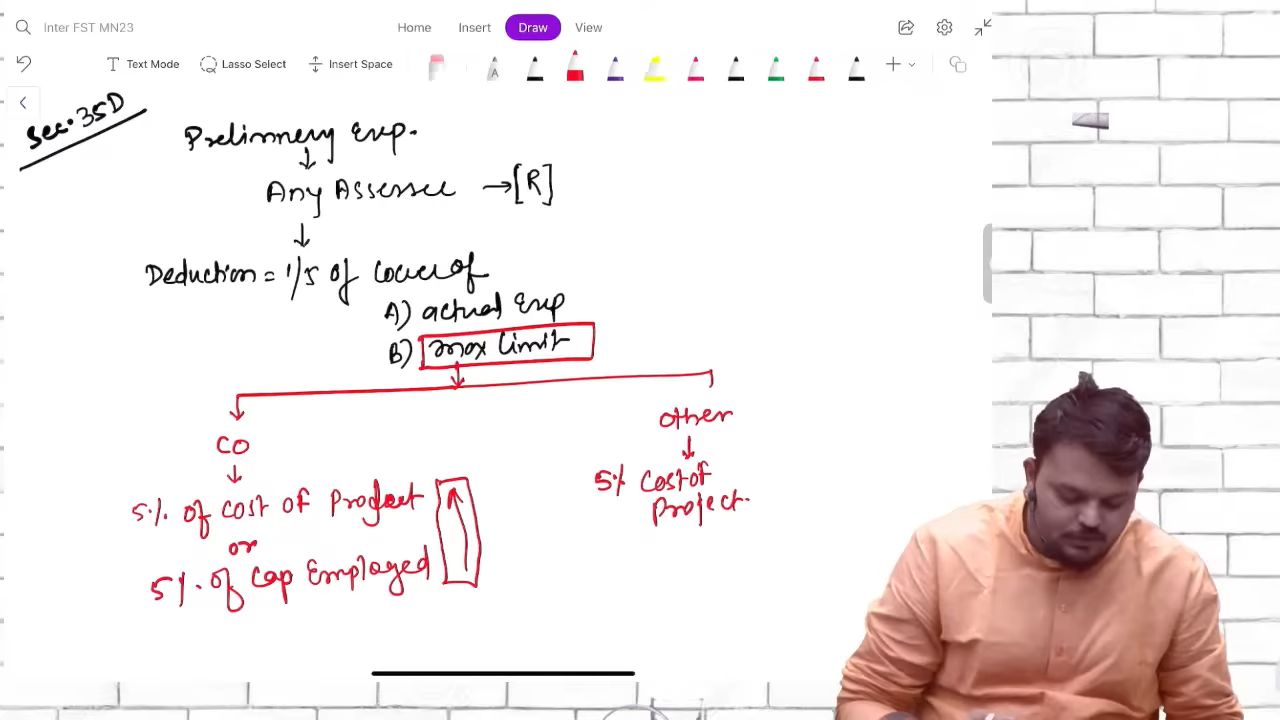 Inter FST MN23
Home
Insert
Draw
View
Text Mode
Lasso Select
A
Insert Space
Sec. 35D
Preliminery Exp.
Any Assessee → [R]
Deduction = 1/5 of lower of
A) actual Exp
B) max limit
CO
other
5% of cost of Project
or
5% of Cap Employed
5% Cost of
Project.